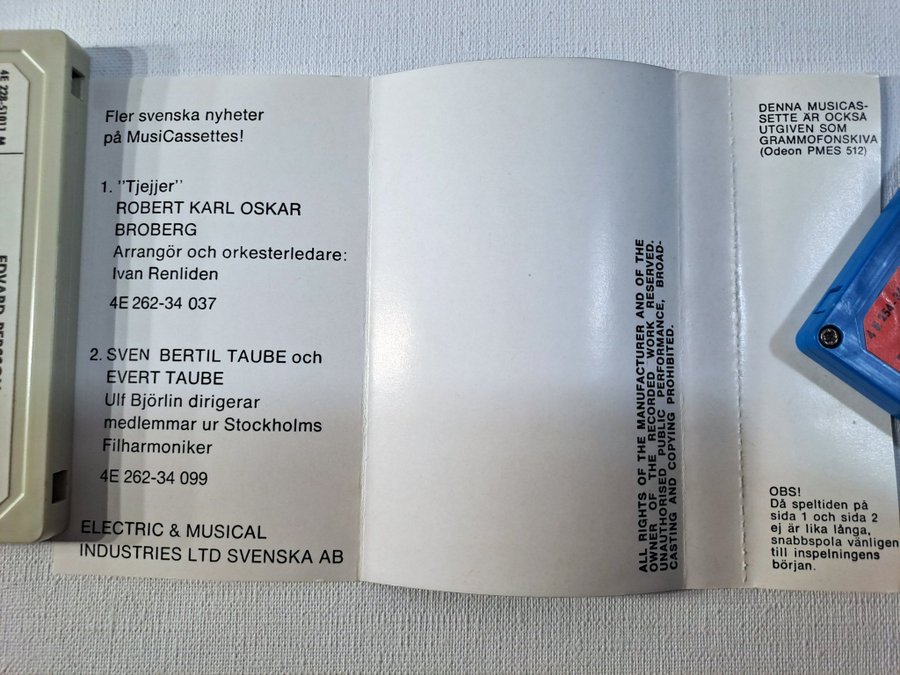 4E 228-51011 M
EDVARD PERSSON
Fler svenska nyheter
på MusiCassettes!
1. "Tjejjer"
ROBERT KARL OSKAR
BROBERG
Arrangör och orkesterledare:
Ivan Renliden
4E 262-34 037
2. SVEN BERTIL TAUBE och
EVERT TAUBE
Ulf Björlin dirigerar
medlemmar ur Stockholms
Filharmoniker
4E 262-34 099
ELECTRIC & MUSICAL
INDUSTRIES LTD SVENSKA AB
ALL RIGHTS OF THE MANUFACTURER AND OF THE
OWNER OF THE RECORDED WORK RESERVED.
UNAUTHORISED PUBLIC PERFORMANCE, BROAD-
CASTING AND COPYING PROHIBITED.
DENNA MUSICAS-
SETTE ÄR OCKSÅ
UTGIVEN SOM
GRAMMOFONSKIVA
(Odeon PMES 512)
OBS!
Då speltiden på
sida 1 och sida 2
ej är lika långa,
snabbspola vänligen
till inspelningens
början.